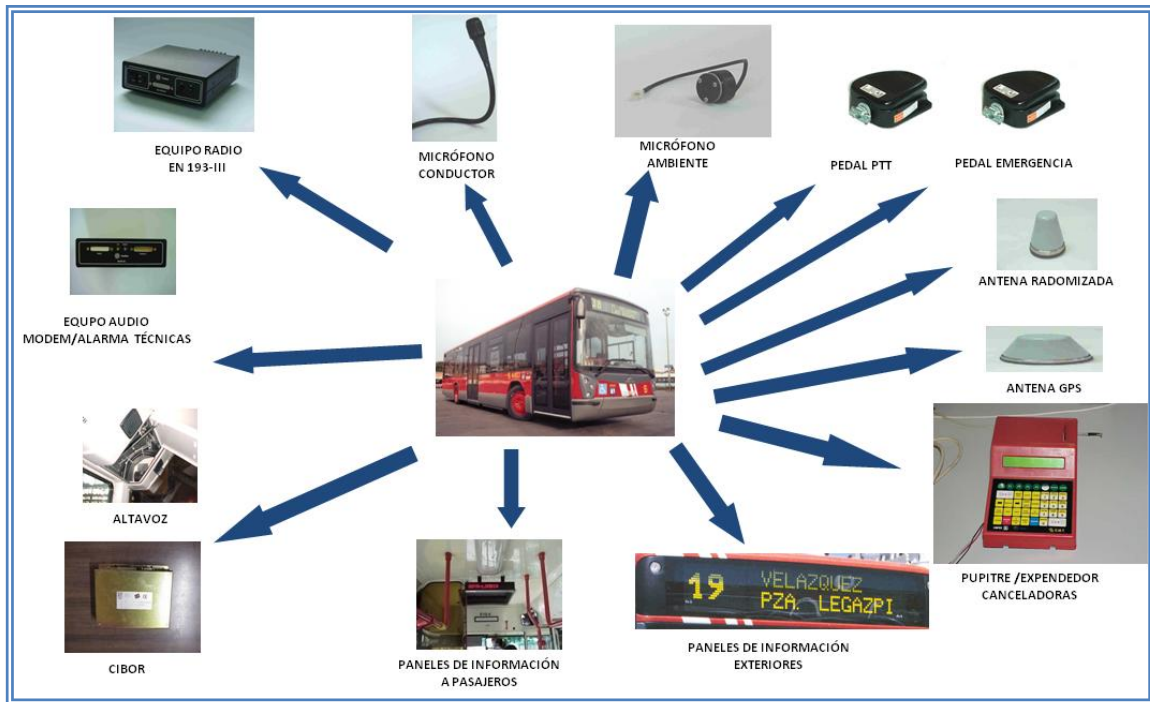 EQUIPO RADIO
EN 193-III
MICRÓFONO
CONDUCTOR
MICRÓFONO
AMBIENTE
PEDAL PTT
PEDAL EMERGENCIA
ANTENA RADOMIZADA
EQUPO AUDIO
MODEM/ALARMA TÉCNICAS
ANTENA GPS
ALTAVOZ
PUPITRE /EXPENDEDOR
CANCELADORAS
19
VELAZQUEZ
PZA. LEGAZPI
CIBOR
PANELES DE INFORMACIÓN
A PASAJEROS
PANELES DE INFORMACIÓN
EXTERIORES